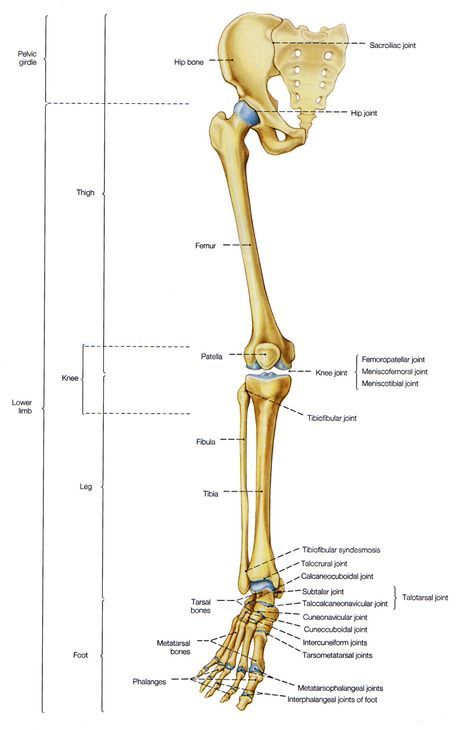 Pelvic
girdle
Hip bone
Sacroiliac joint
Hip joint
Thigh
Femur
Patella
Knee joint
Femoropatellar joint
Meniscofemoral joint
Meniscotibial joint
Knee
Tibiofibular joint
Lower
limb
Fibula
Leg
Tibia
Tibiofibular syndesmosis
Talocrural joint
Calcaneocuboidal joint
Subtalar joint
Talocalcaneonavicular joint
Talotarsal joint
Tarsal
bones
Cuneonavicular joint
Cuneocuboidal joint
Intercuneiform joints
Tarsometatarsal joints
Metatarsal
bones
Foot
Phalanges
Metatarsophalangeal joints
Interphalangeal joints of foot